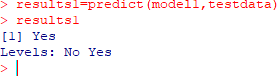 > results1=predict(model1,testdata)
> results1
[1] Yes
Levels: No Yes
>